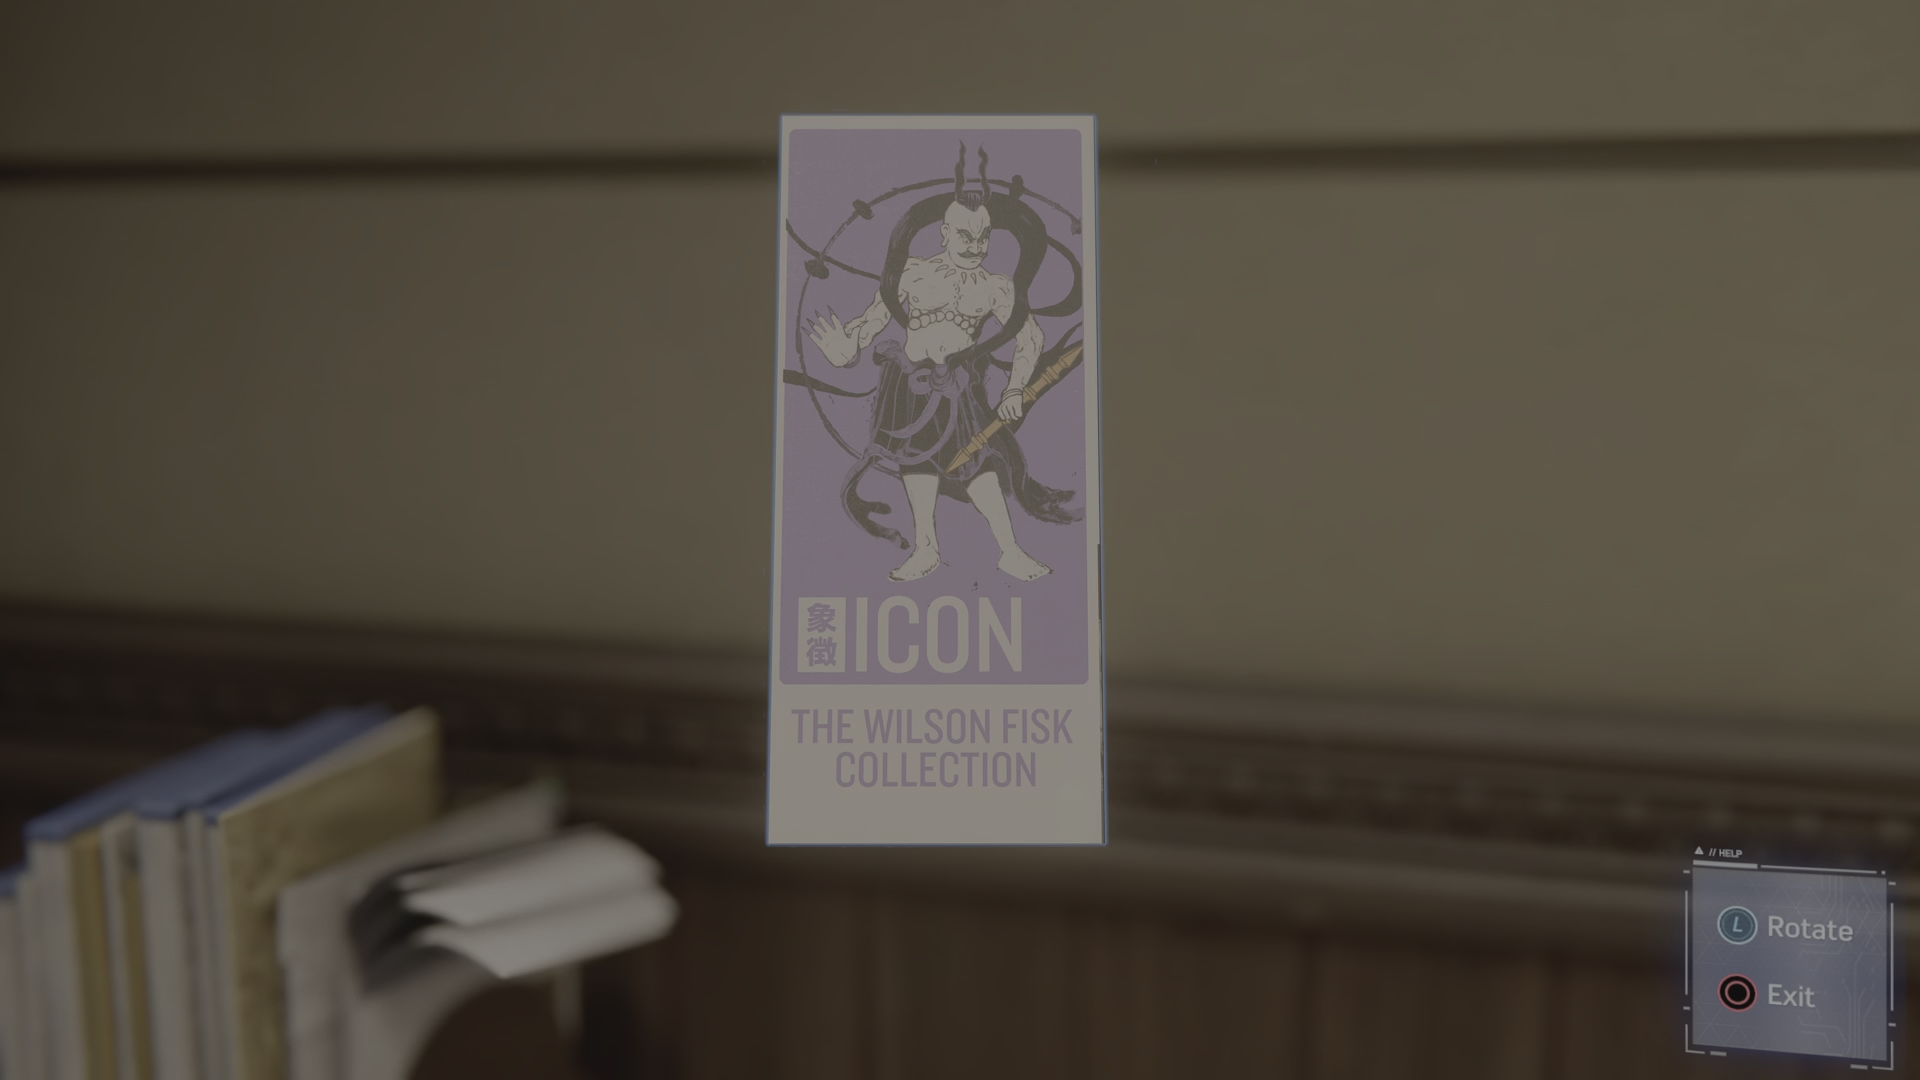 象徴 ICON
THE WILSON FISK
COLLECTION
// HELP
L Rotate
Exit